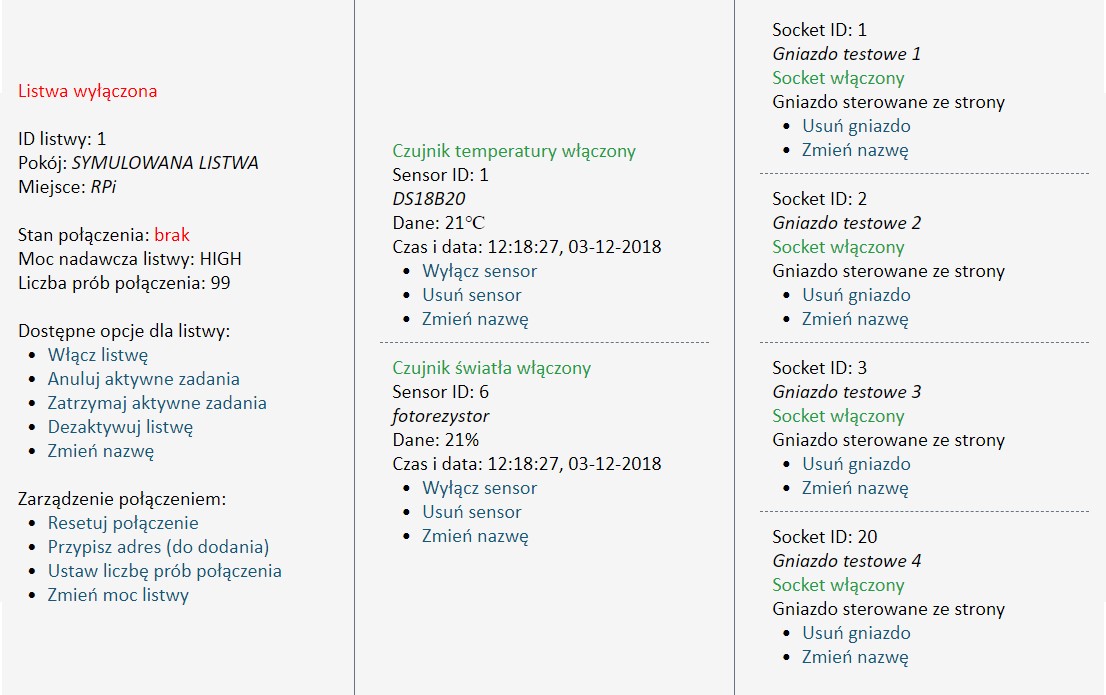 Listwa wyłączona
ID listwy: 1
Pokój: SYMULOWANA LISTWA
Miejsce: RPi
Stan połączenia: brak
Moc nadawcza listwy: HIGH
Liczba prób połączenia: 99
Dostępne opcje dla listwy:
• Włącz listwę
• Anuluj aktywne zadania
• Zatrzymaj aktywne zadania
• Dezaktywuj listwę
• Zmień nazwę
Zarządzenie połączeniem:
• Resetuj połączenie
• Przypisz adres (do dodania)
• Ustaw liczbę prób połączenia
• Zmień moc listwy
Czujnik temperatury włączony
Sensor ID: 1
DS18B20
Dane: 21°C
Czas i data: 12:18:27, 03-12-2018
• Wyłącz sensor
• Usuń sensor
• Zmień nazwę
Czujnik światła włączony
Sensor ID: 6
fotorezystor
Dane: 21%
Czas i data: 12:18:27, 03-12-2018
• Wyłącz sensor
• Usuń sensor
• Zmień nazwę
Socket ID: 1
Gniazdo testowe 1
Socket włączony
Gniazdo sterowane ze strony
• Usuń gniazdo
• Zmień nazwę
Socket ID: 2
Gniazdo testowe 2
Socket włączony
Gniazdo sterowane ze strony
• Usuń gniazdo
• Zmień nazwę
Socket ID: 3
Gniazdo testowe 3
Socket włączony
Gniazdo sterowane ze strony
• Usuń gniazdo
• Zmień nazwę
Socket ID: 20
Gniazdo testowe 4
Socket włączony
Gniazdo sterowane ze strony
• Usuń gniazdo
• Zmień nazwę